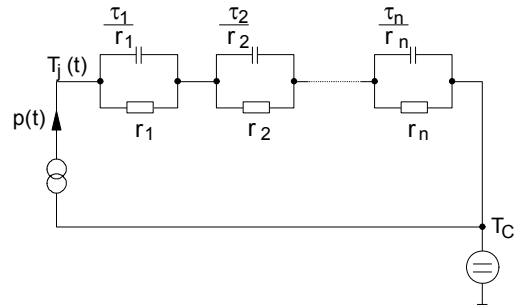 τ1/r1 τ2/r2 τn/rn
Tj(t)
r1 r2 rn
p(t)
TC